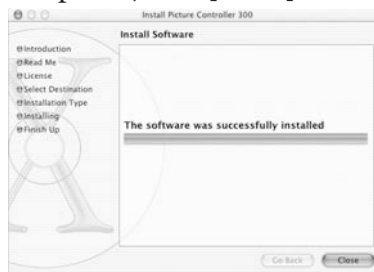 Install Picture Controller 300
Install Software
Introduction
Read Me
License
Select Destination
Installation Type
Installing
Finish Up
The software was successfully installed
Go Back
Close